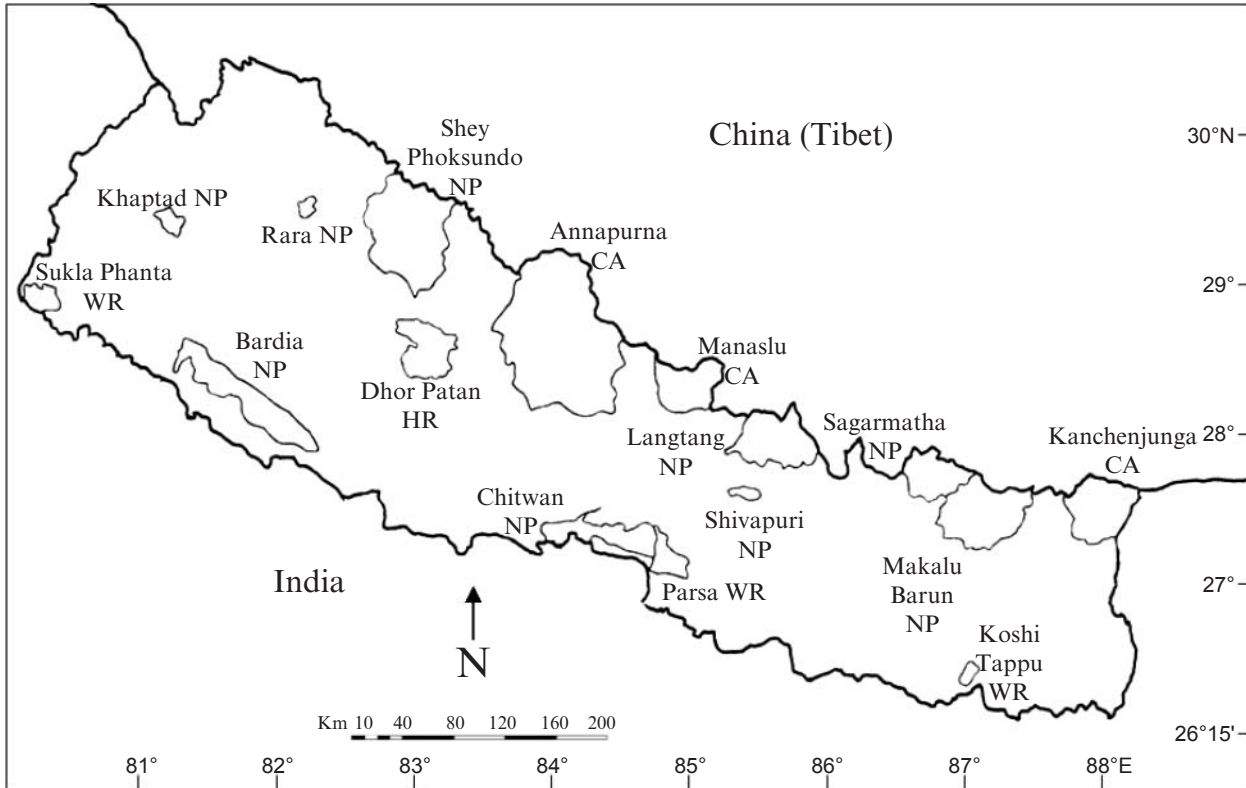 Shey
Phoksundo
NP
China (Tibet)
30°N
Khaptad NP
Rara NP
Annapurna
CA
Sukla Phanta
WR
29°
Bardia
NP
Manaslu
CA
Dhor Patan
HR
Langtang
NP
Sagarmatha
NP
Kanchenjunga
CA
28°
Chitwan
NP
Shivapuri
NP
India
Parsa WR
Makalu
Barun
NP
27°
N
Koshi
Tappu
WR
Km 10 40 80 120 160 200
26°15'
81° 82° 83° 84° 85° 86° 87° 88°E